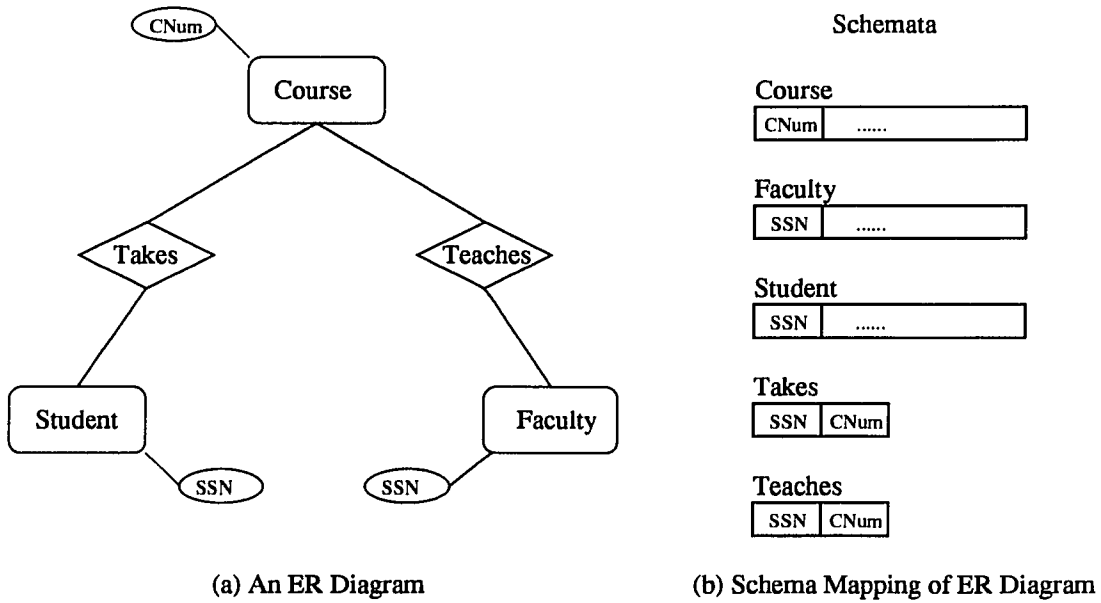 CNum
Course
Takes
Teaches
Student
Faculty
SSN
SSN
(a) An ER Diagram
Schemata
Course
CNum ......
Faculty
SSN ......
Student
SSN ......
Takes
SSN CNum
Teaches
SSN CNum
(b) Schema Mapping of ER Diagram